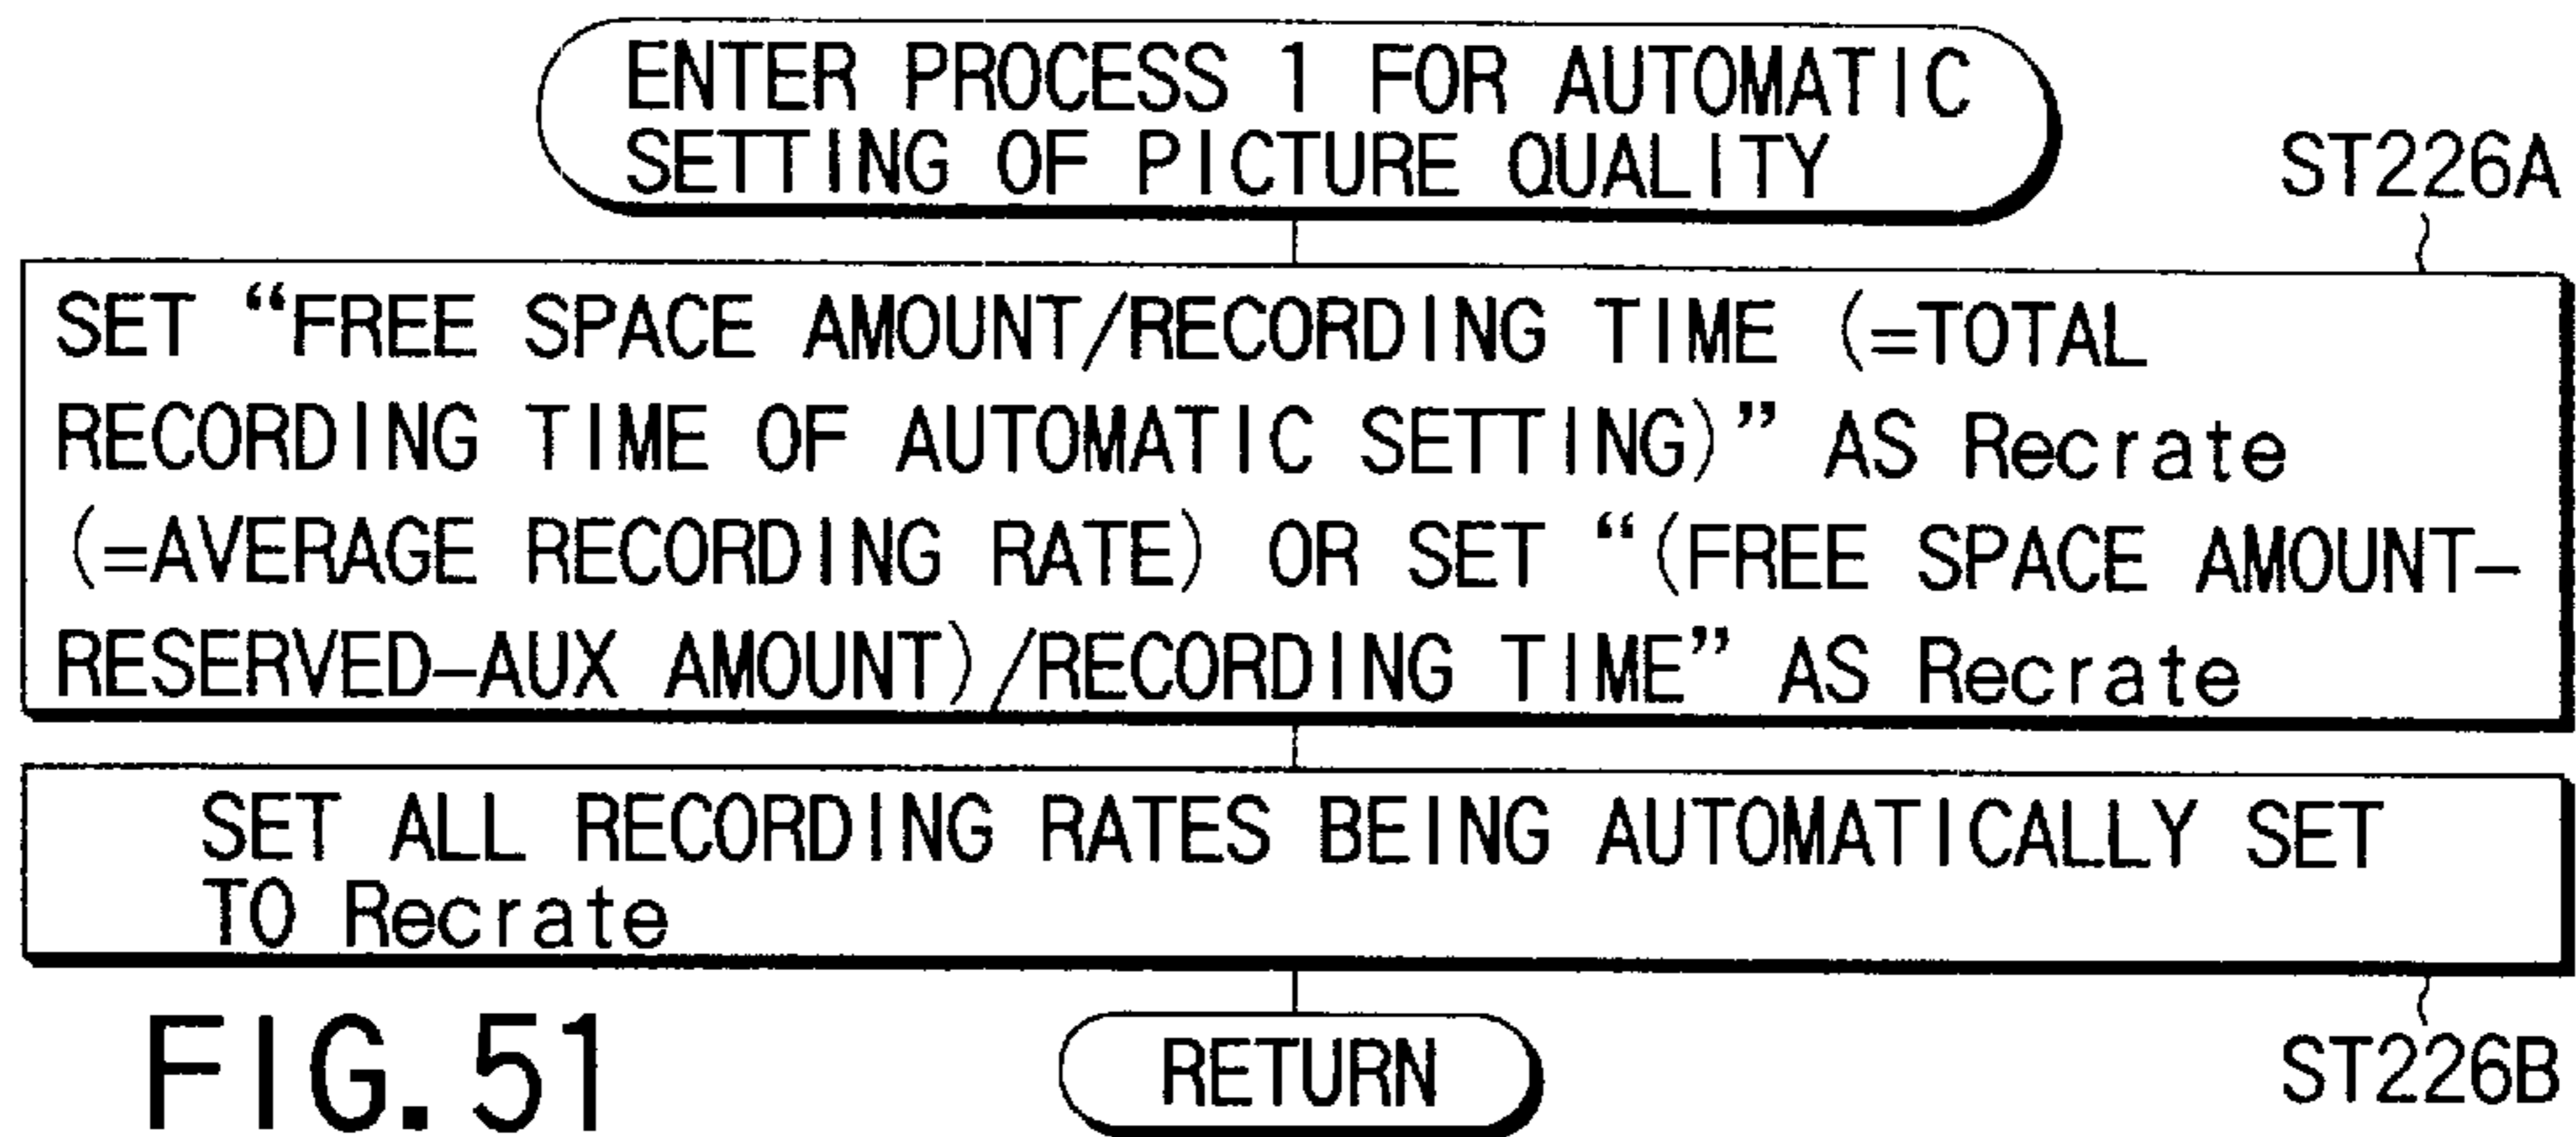 ENTER PROCESS 1 FOR AUTOMATIC
SETTING OF PICTURE QUALITY
ST226A
SET “FREE SPACE AMOUNT/RECORDING TIME (=TOTAL
RECORDING TIME OF AUTOMATIC SETTING)” AS Recrate
(=AVERAGE RECORDING RATE) OR SET “(FREE SPACE AMOUNT–
RESERVED–AUX AMOUNT)/RECORDING TIME” AS Recrate
SET ALL RECORDING RATES BEING AUTOMATICALLY SET
TO Recrate
ST226B
RETURN
FIG. 51